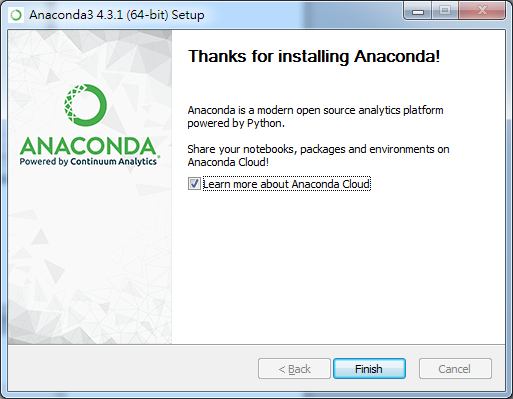 Anaconda3 4.3.1 (64-bit) Setup
Thanks for installing Anaconda!
Anaconda is a modern open source analytics platform
powered by Python.
Share your notebooks, packages and environments on
Anaconda Cloud!
Learn more about Anaconda Cloud
ANACONDA
Powered by Continuum Analytics
< Back
Finish
Cancel